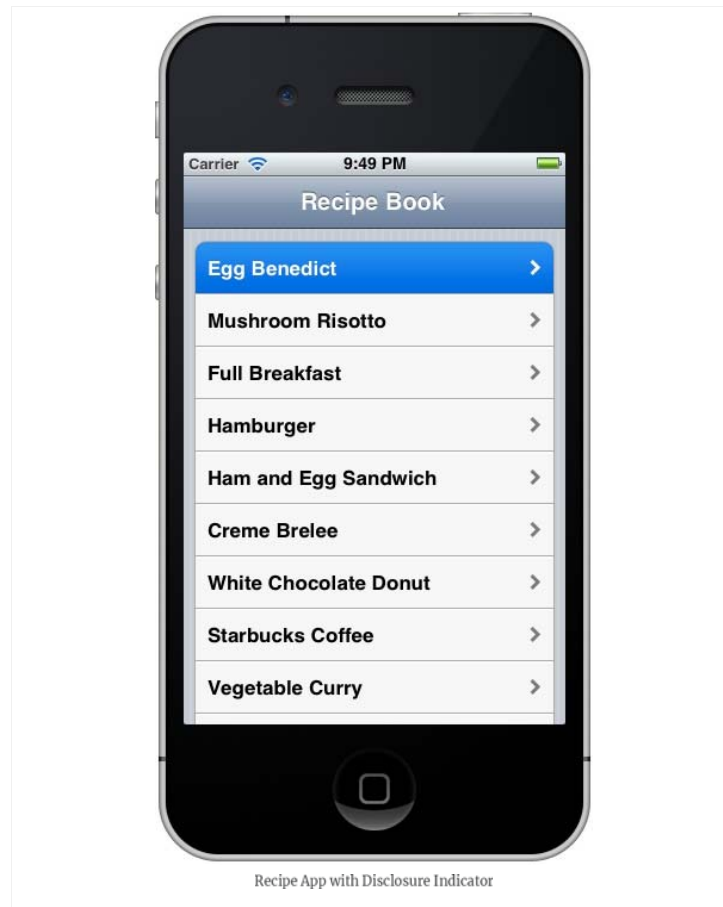 Carrier 9:49 PM
Recipe Book
Egg Benedict
Mushroom Risotto
Full Breakfast
Hamburger
Ham and Egg Sandwich
Creme Brelee
White Chocolate Donut
Starbucks Coffee
Vegetable Curry
Recipe App with Disclosure Indicator